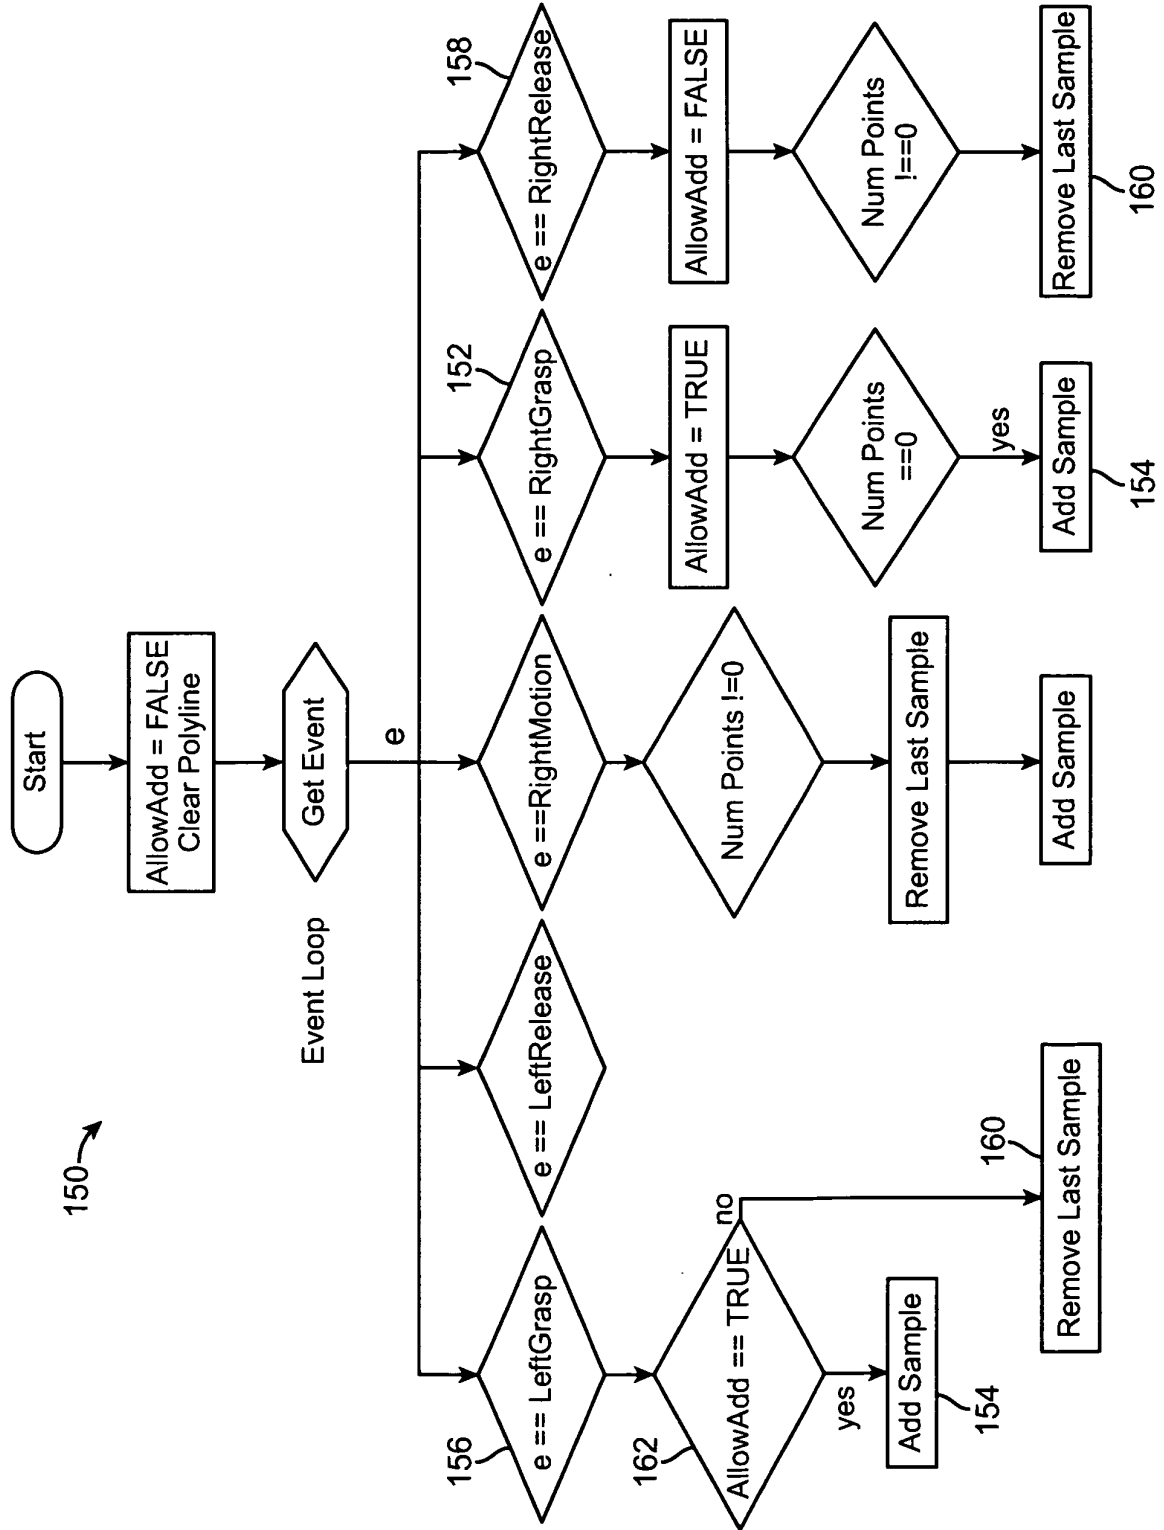 150
Start
AllowAdd = FALSE
Clear Polyline
Event Loop
Get Event
e
156
e == LeftGrasp
e == LeftRelease
e ==RightMotion
152
e == RightGrasp
158
e == RightRelease
162
AllowAdd == TRUE
yes
no
Add Sample
154
160
Remove Last Sample
Num Points !=0
Remove Last Sample
Add Sample
AllowAdd = TRUE
Num Points
==0
yes
Add Sample
154
AllowAdd = FALSE
Num Points
!==0
Remove Last Sample
160